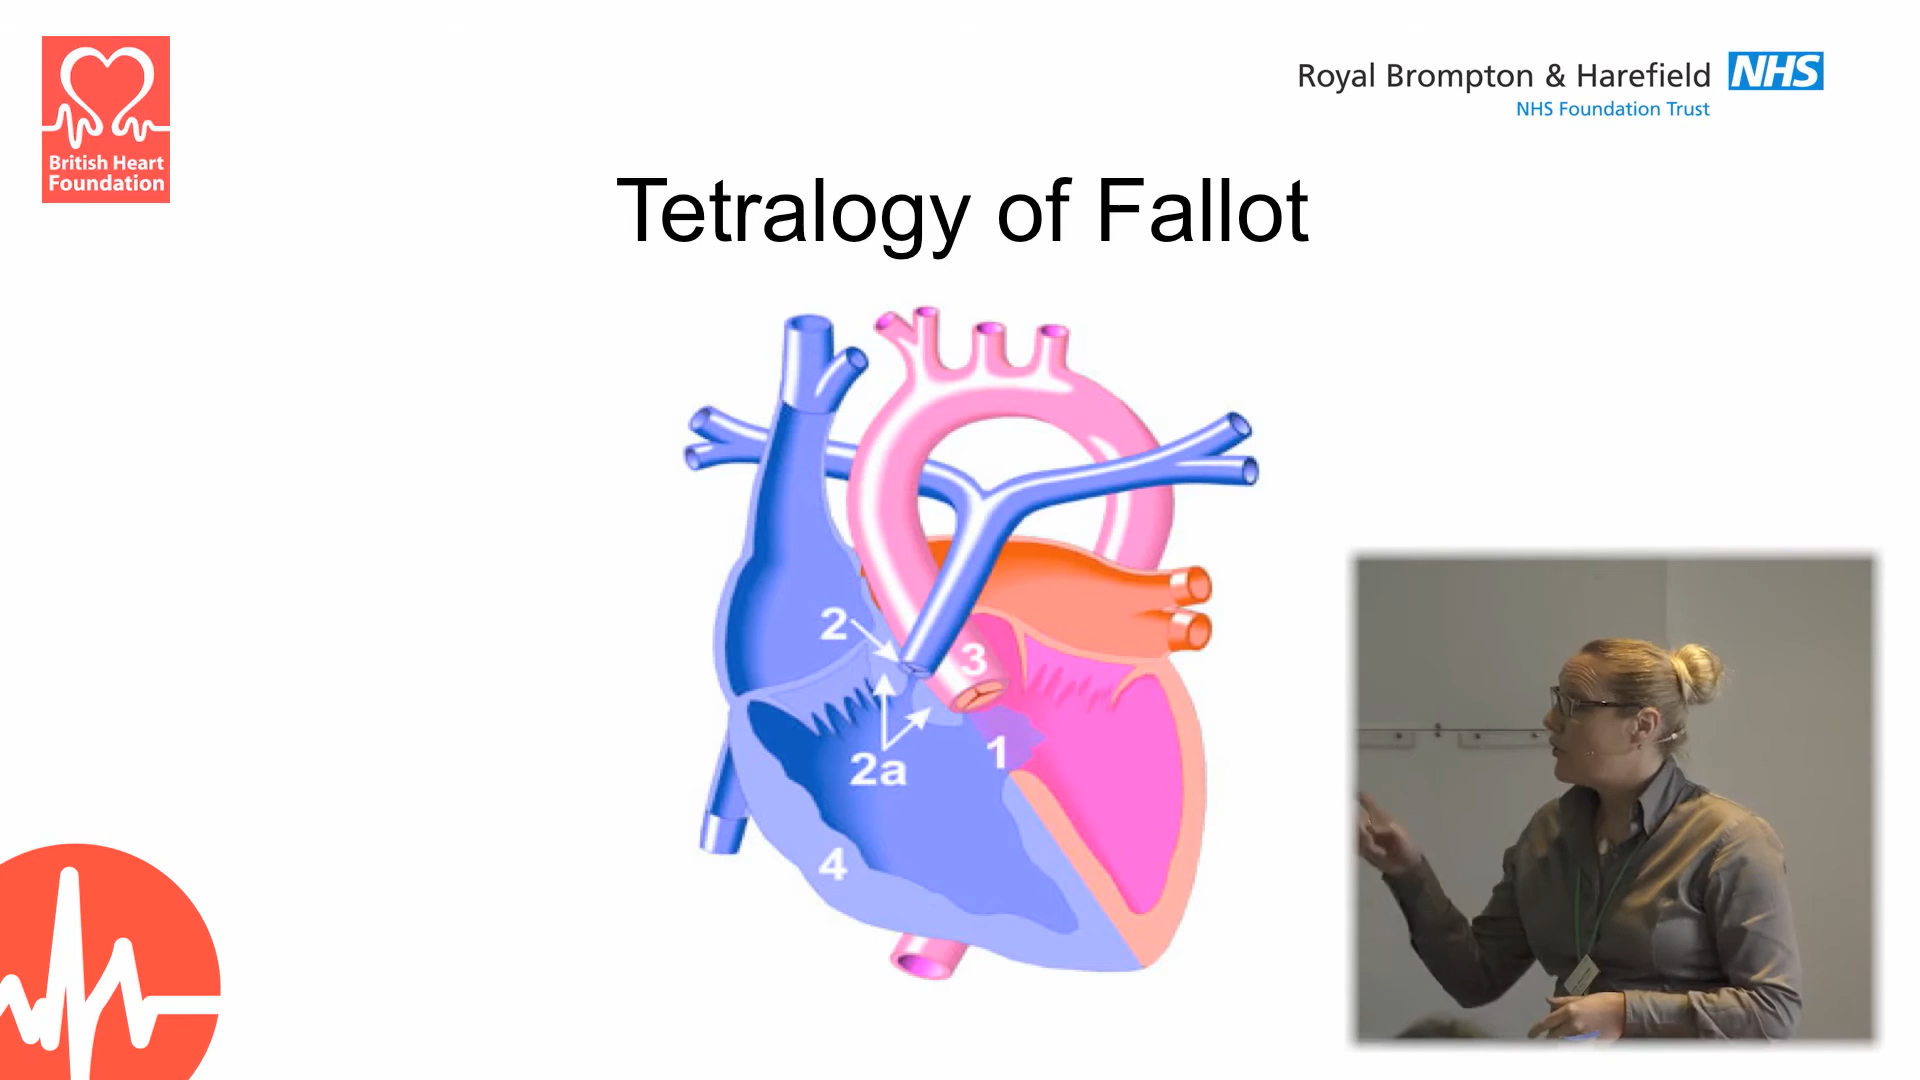 British Heart
Foundation
Royal Brompton & Harefield NHS
NHS Foundation Trust
Tetralogy of Fallot
2
3
1
2a
4